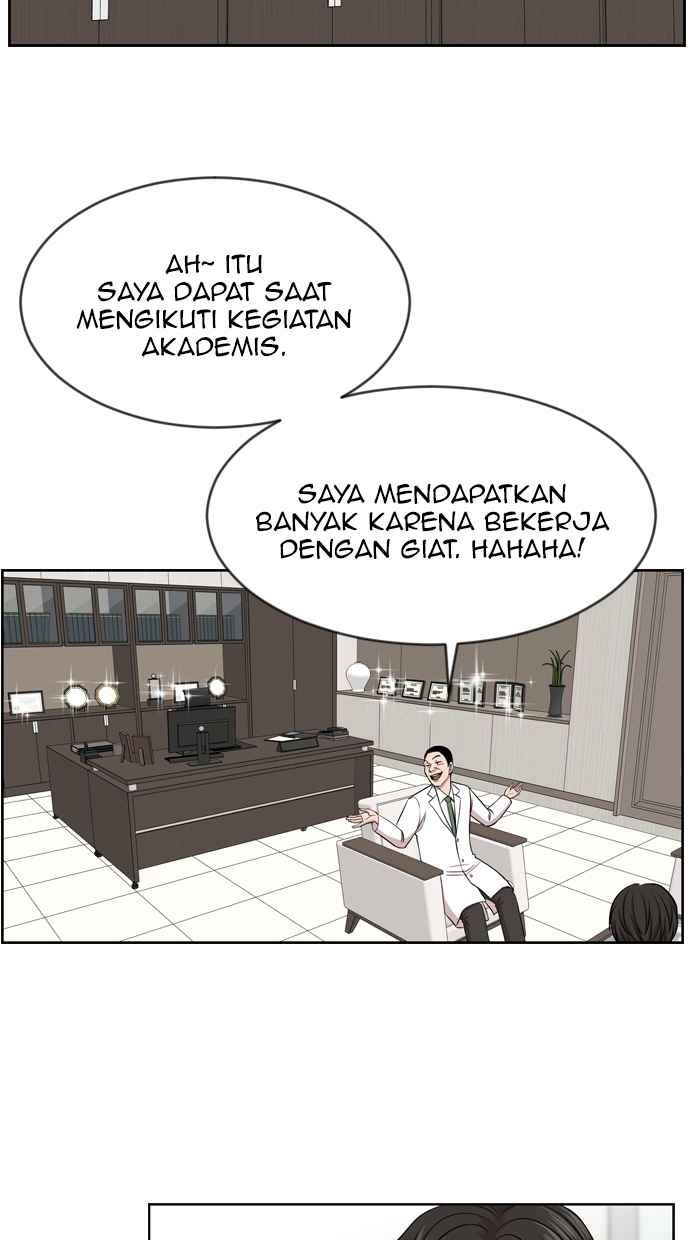 AH~ ITU
SAYA DAPAT SAAT
MENGIKUTI KEGIATAN
AKADEMIS.
SAYA MENDAPATKAN
BANYAK KARENA BEKERJA
DENGAN GIAT. HAHAHA!